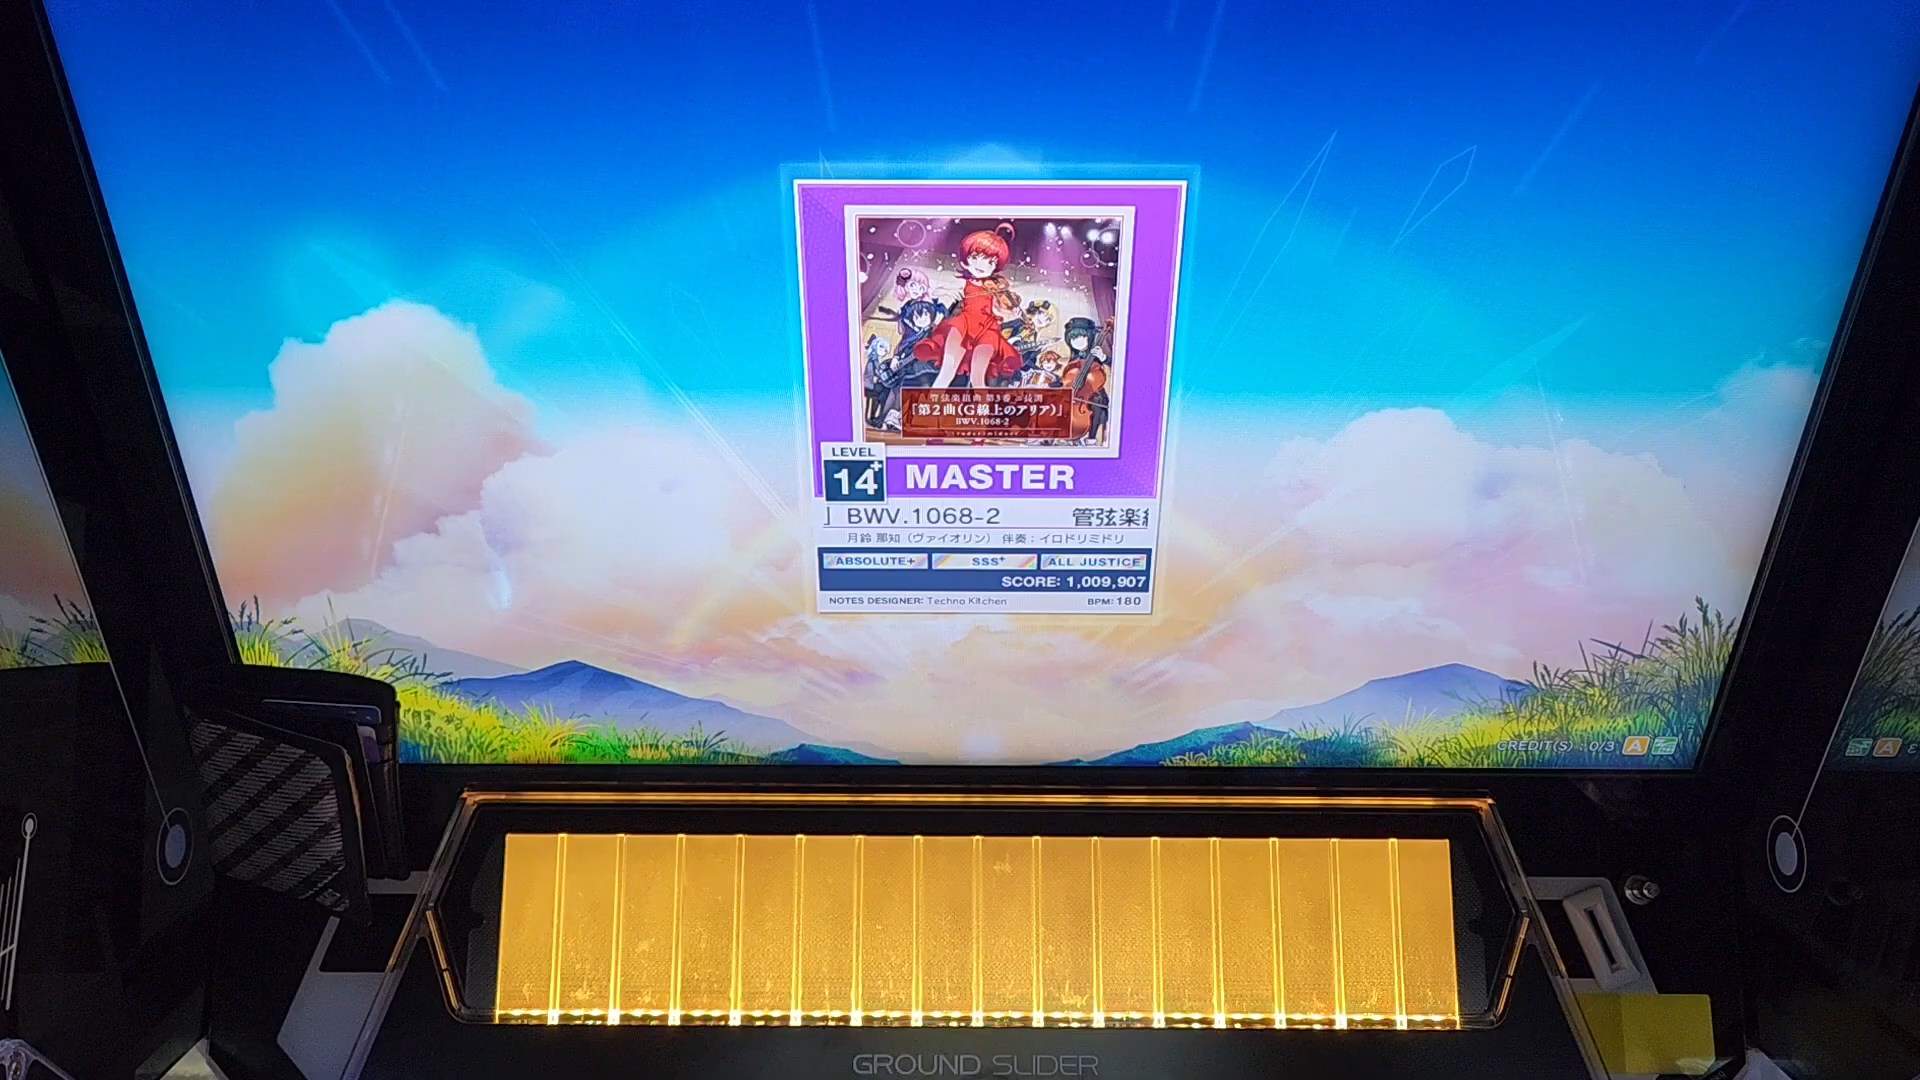 管弦楽組曲 第3番 ニ長調
「第2曲(G線上のアリア)」
BWV.1068-2
LEVEL
14+
MASTER
」 BWV.1068-2 管弦楽
月鈴 那知（ヴァイオリン） 伴奏：イロドリミドリ
ABSOLUTE+ SSS+ ALL JUSTICE
SCORE: 1,009,907
NOTES DESIGNER: Techno Kitchen BPM: 180
CREDIT(S) : 0/3 A
A
GROUND SLIDER